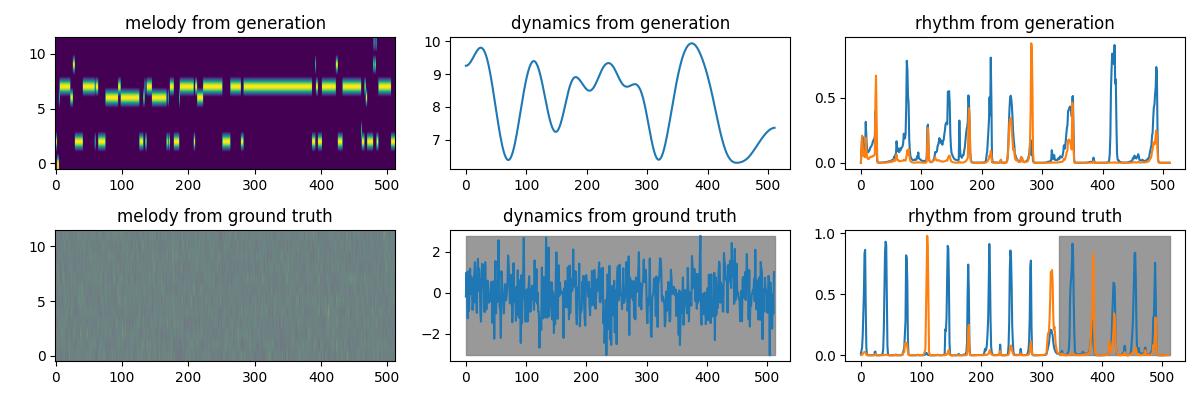 melody from generation
dynamics from generation
rhythm from generation
10
5
0
0 100 200 300 400 500
10
9
8
7
0 100 200 300 400 500
0.5
0.0
0 100 200 300 400 500
melody from ground truth
dynamics from ground truth
rhythm from ground truth
10
5
0
0 100 200 300 400 500
2
0
−2
0 100 200 300 400 500
1.0
0.5
0.0
0 100 200 300 400 500